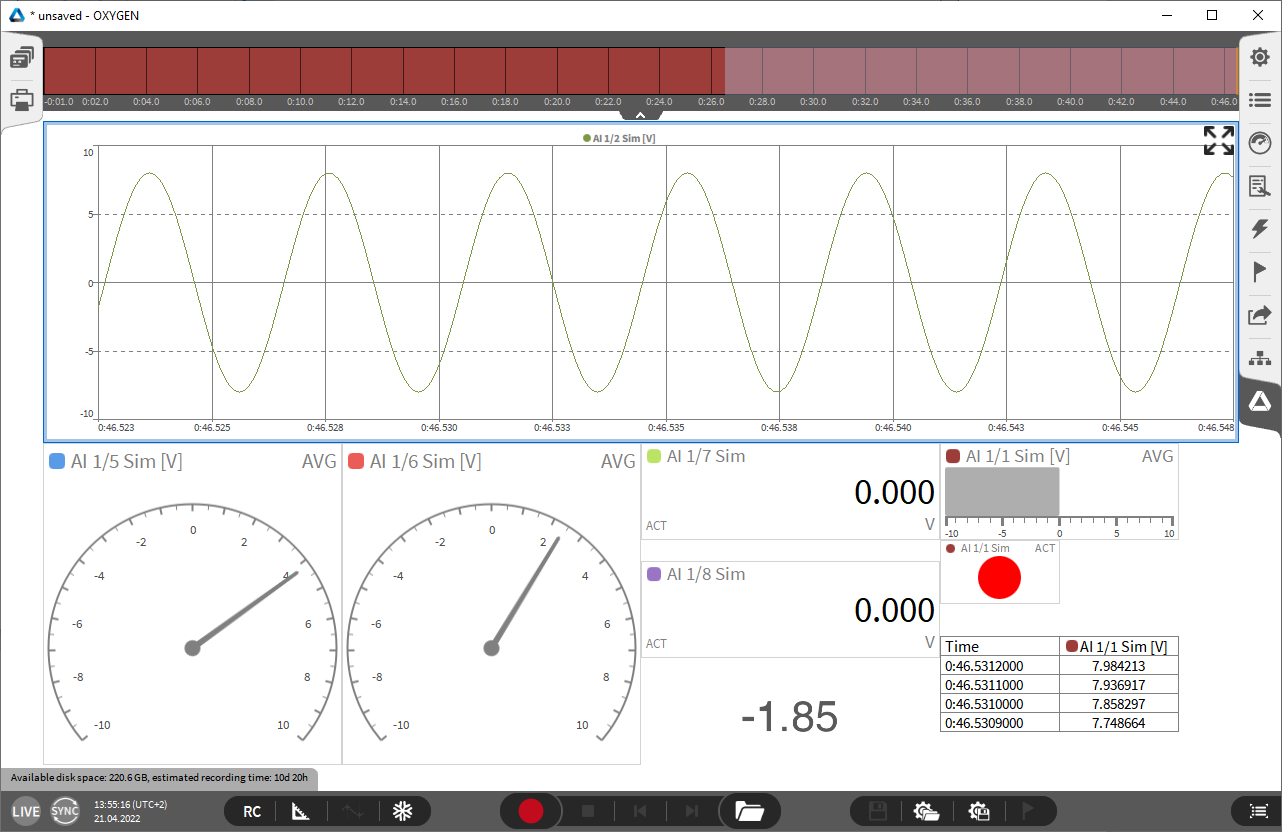 * unsaved - OXYGEN
-0:01.0 0:02.0 0:04.0 0:06.0 0:08.0 0:10.0 0:12.0 0:14.0 0:16.0 0:18.0 0:20.0 0:22.0 0:24.0 0:26.0 0:28.0 0:30.0 0:32.0 0:34.0 0:36.0 0:38.0 0:40.0 0:42.0 0:44.0 0:46.0
AI 1/2 Sim [V]
10
5
0
-5
-10
0:46.523 0:46.525 0:46.528 0:46.530 0:46.533 0:46.535 0:46.538 0:46.540 0:46.543 0:46.545 0:46.548
AI 1/5 Sim [V] AVG
-10 -8 -6 -4 -2 0 2 4 6 8 10
AI 1/6 Sim [V] AVG
-10 -8 -6 -4 -2 0 2 4 6 8 10
AI 1/7 Sim
0.000
ACT V
AI 1/8 Sim
0.000
ACT V
-1.85
AI 1/1 Sim [V] AVG
-10 -5 0 5 10
AI 1/1 Sim ACT
Time AI 1/1 Sim [V]
0:46.5312000 7.984213
0:46.5311000 7.936917
0:46.5310000 7.858297
0:46.5309000 7.748664
Available disk space: 220.6 GB, estimated recording time: 10d 20h
LIVE SYNC 13:55:16 (UTC+2)
21.04.2022
RC